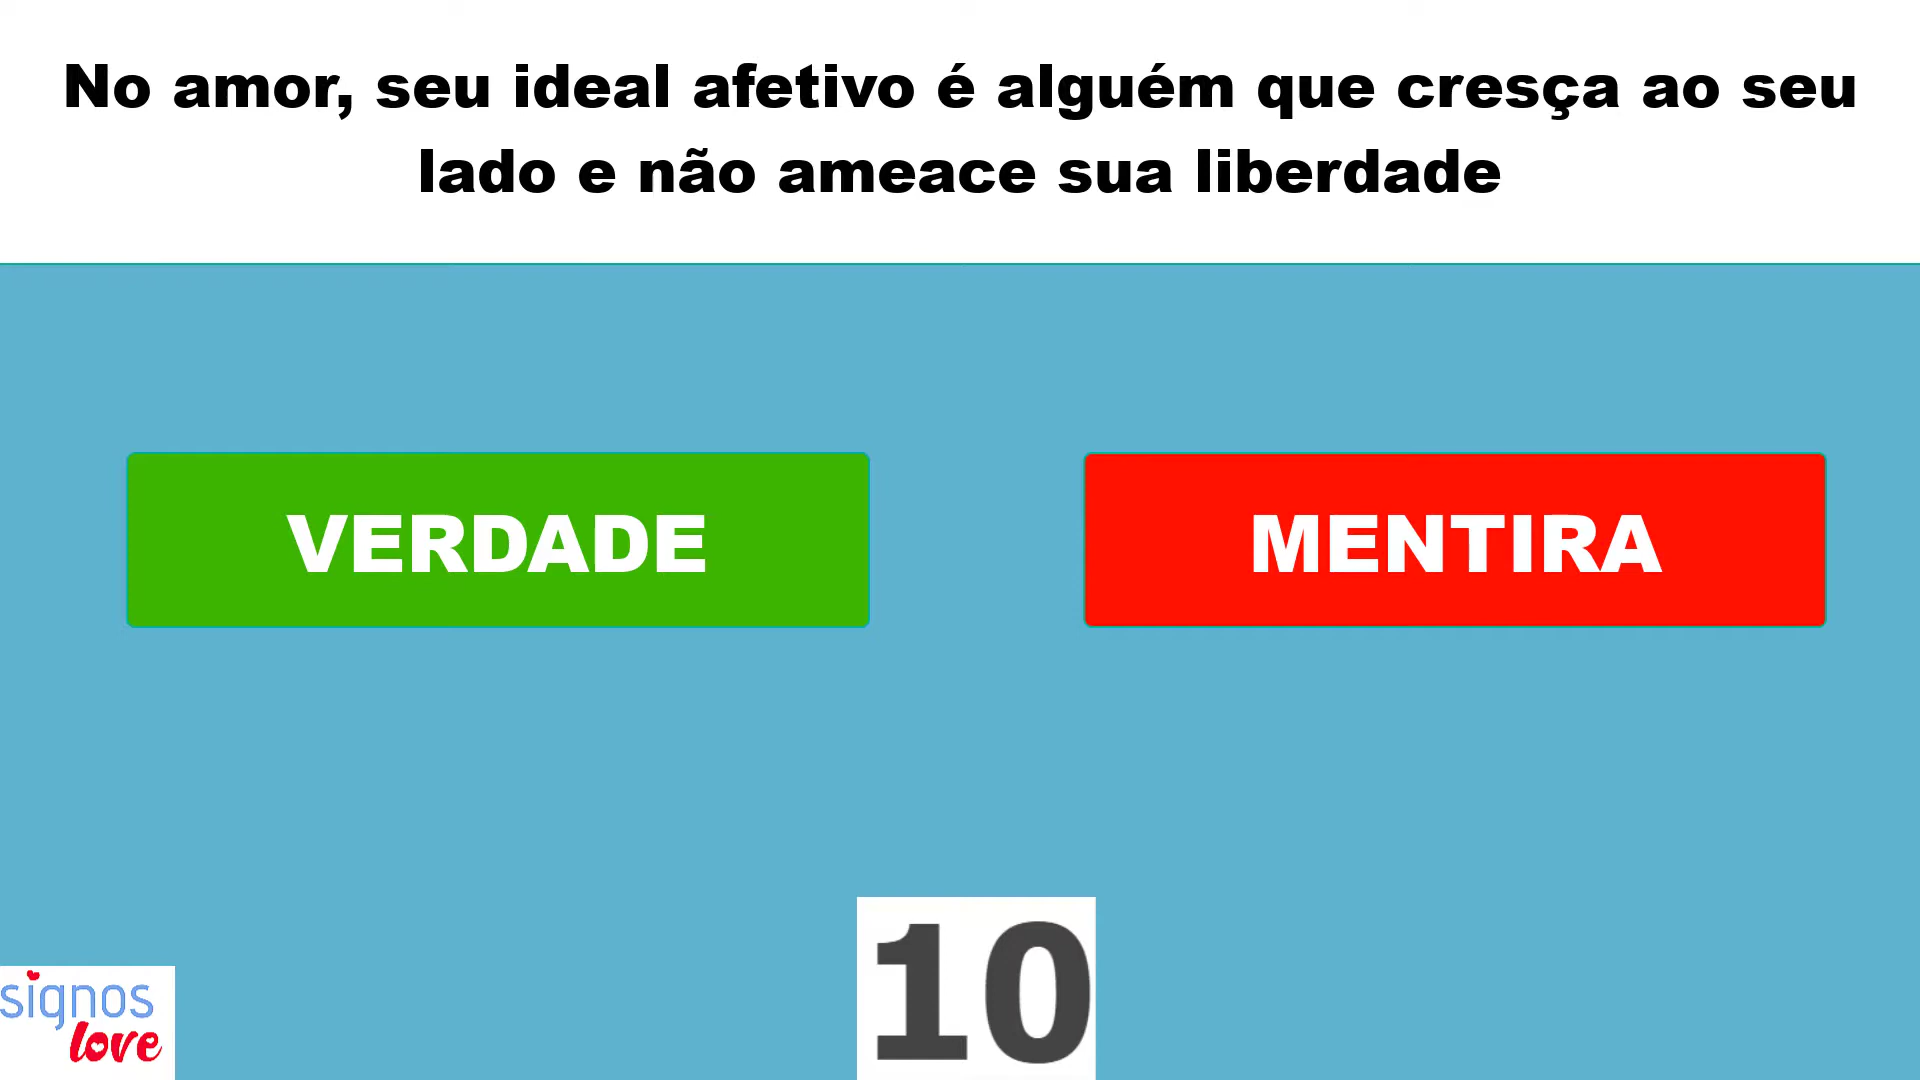 No amor, seu ideal afetivo é alguém que cresça ao seu
lado e não ameace sua liberdade
VERDADE
MENTIRA
10
signos
love